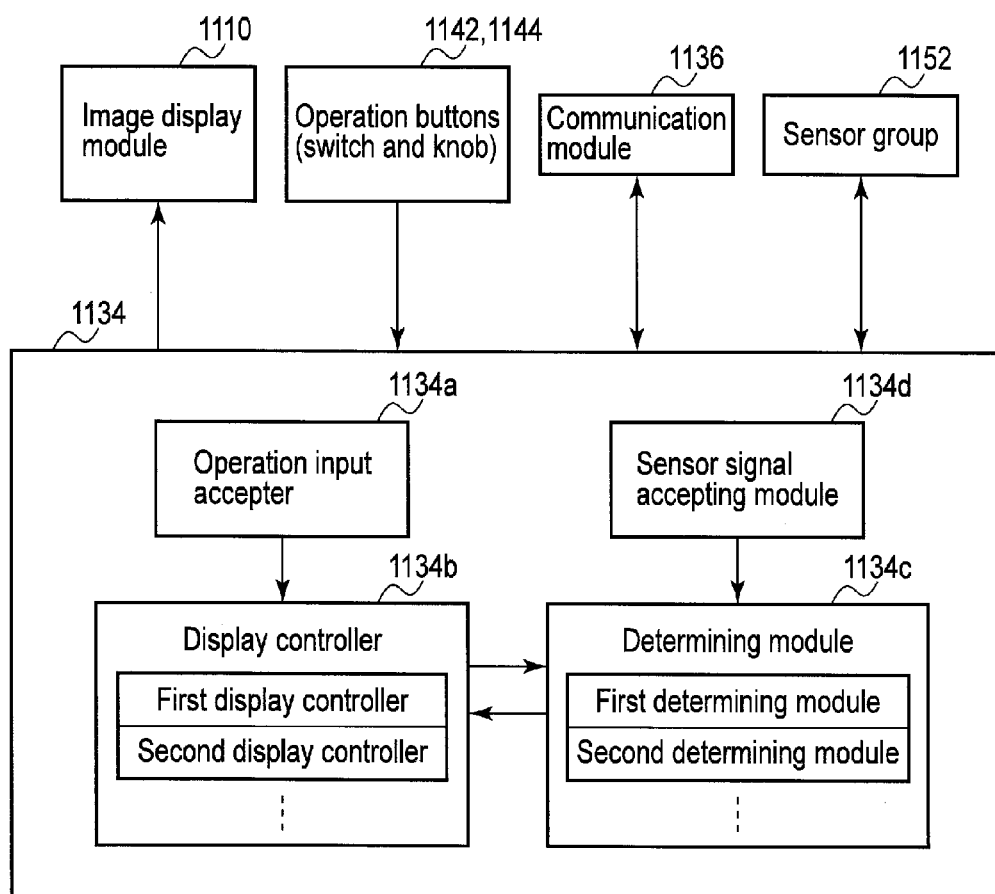 1110
1142,1144
1136
1152
Image display
module
Operation buttons
(switch and knob)
Communication
module
Sensor group
1134
1134a
1134d
Operation input
accepter
Sensor signal
accepting module
1134b
1134c
Display controller
First display controller
Second display controller
Determining module
First determining module
Second determining module